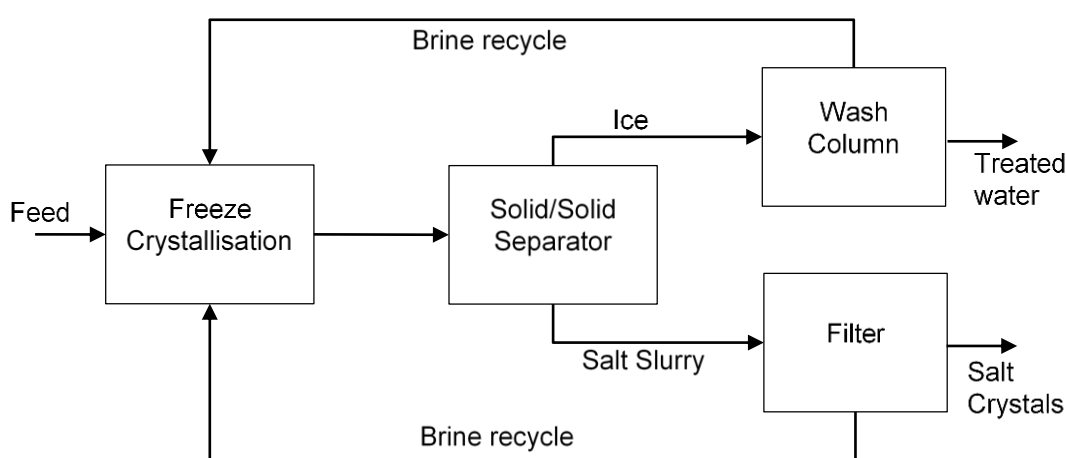 Brine recycle
Feed
Freeze
Crystallisation
Solid/Solid
Separator
Ice
Wash
Column
Treated
water
Salt Slurry
Filter
Salt
Crystals
Brine recycle